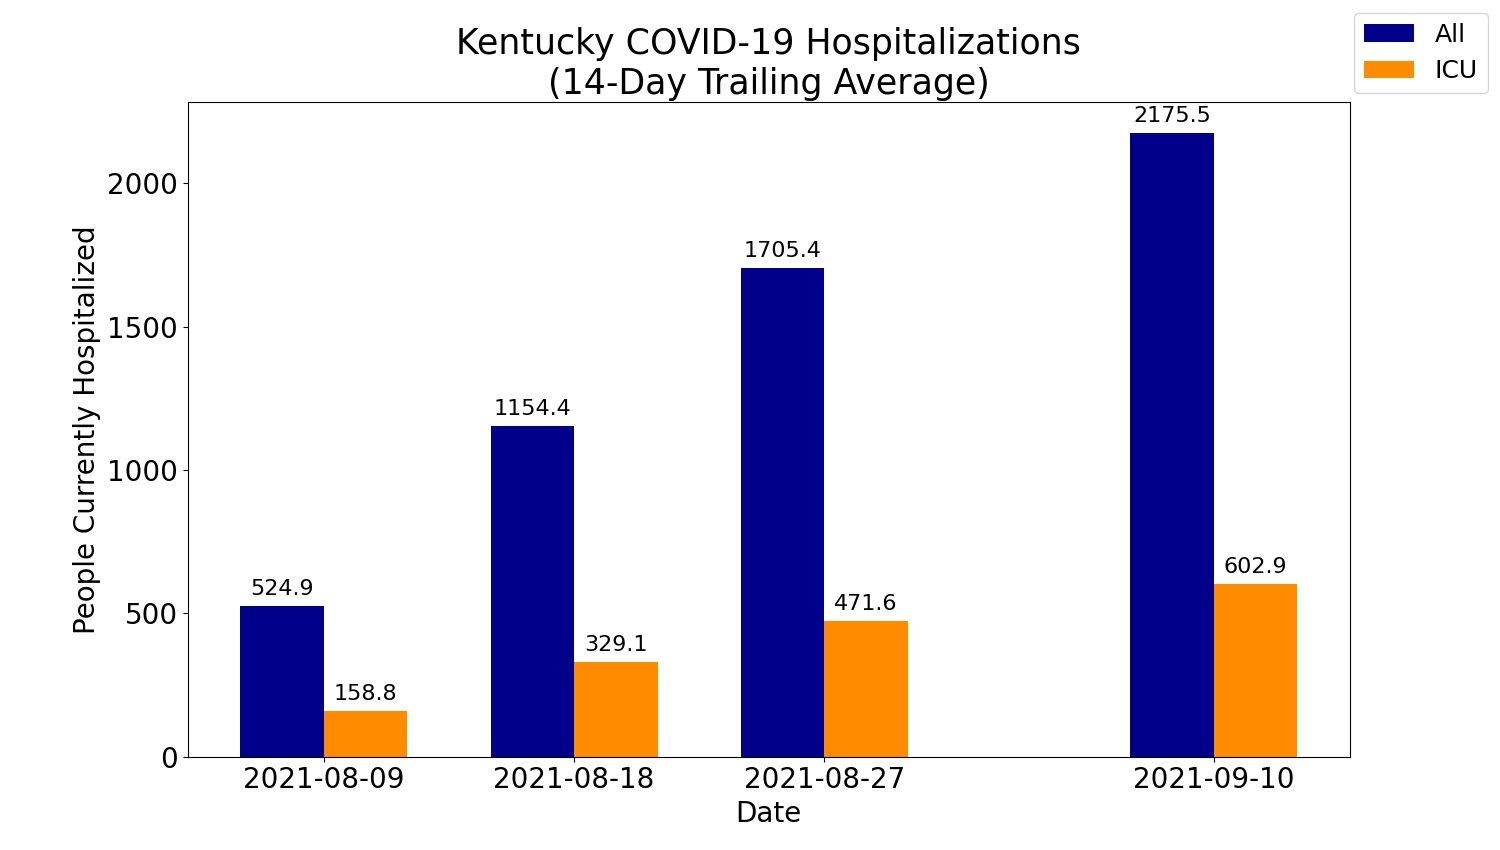 Kentucky COVID-19 Hospitalizations
(14-Day Trailing Average)
All
ICU
People Currently Hospitalized
2000
1500
1000
500
0
524.9
158.8
1154.4
329.1
1705.4
471.6
2175.5
602.9
2021-08-09
2021-08-18
2021-08-27
2021-09-10
Date